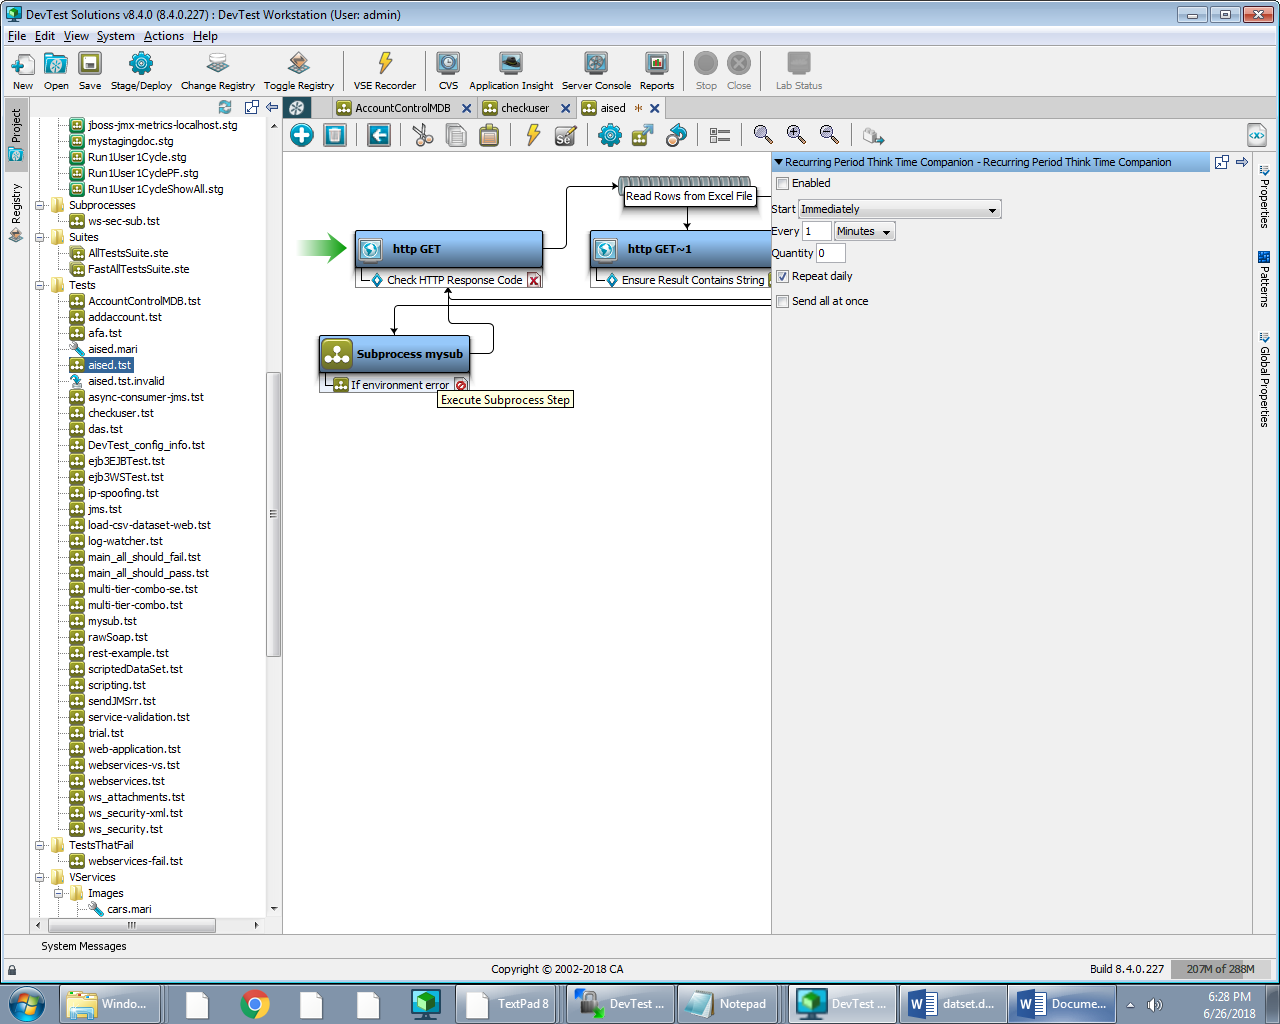 DevTest Solutions v8.4.0 (8.4.0.227) : DevTest Workstation (User: admin)
File Edit View System Actions Help
New Open Save Stage/Deploy Change Registry Toggle Registry VSE Recorder CVS Application Insight Server Console Reports Stop Close Lab Status
Project
Registry
jboss-jmx-metrics-localhost.stg
mystagingdoc.stg
Run1User1Cycle.stg
Run1User1CyclePF.stg
Run1User1CycleShowAll.stg
Subprocesses
ws-sec-sub.tst
Suites
AllTestsSuite.ste
FastAllTestsSuite.ste
Tests
AccountControlMDB.tst
addaccount.tst
afa.tst
aised.mari
aised.tst
aised.tst.invalid
async-consumer-jms.tst
checkuser.tst
das.tst
DevTest_config_info.tst
ejb3EJBTest.tst
ejb3WSTest.tst
ip-spoofing.tst
jms.tst
load-csv-dataset-web.tst
log-watcher.tst
main_all_should_fail.tst
main_all_should_pass.tst
multi-tier-combo-se.tst
multi-tier-combo.tst
mysub.tst
rawSoap.tst
rest-example.tst
scriptedDataSet.tst
scripting.tst
sendJMSrr.tst
service-validation.tst
trial.tst
web-application.tst
webservices-vs.tst
webservices.tst
ws_attachments.tst
ws_security-xml.tst
ws_security.tst
TestsThatFail
webservices-fail.tst
VServices
Images
cars.mari
AccountControlMDB checkuser aised
Read Rows from Excel File
http GET
Check HTTP Response Code
http GET~1
Ensure Result Contains String
Subprocess mysub
If environment error
Execute Subprocess Step
Recurring Period Think Time Companion - Recurring Period Think Time Companion
Enabled
Start Immediately
Every 1 Minutes
Quantity 0
Repeat daily
Send all at once
Properties
Patterns
Global Properties
System Messages
Copyright © 2002-2018 CA
Build 8.4.0.227 207M of 288M
Windo... TextPad 8 DevTest ... Notepad DevTest ... datset.d... Docume...
6:28 PM
6/26/2018